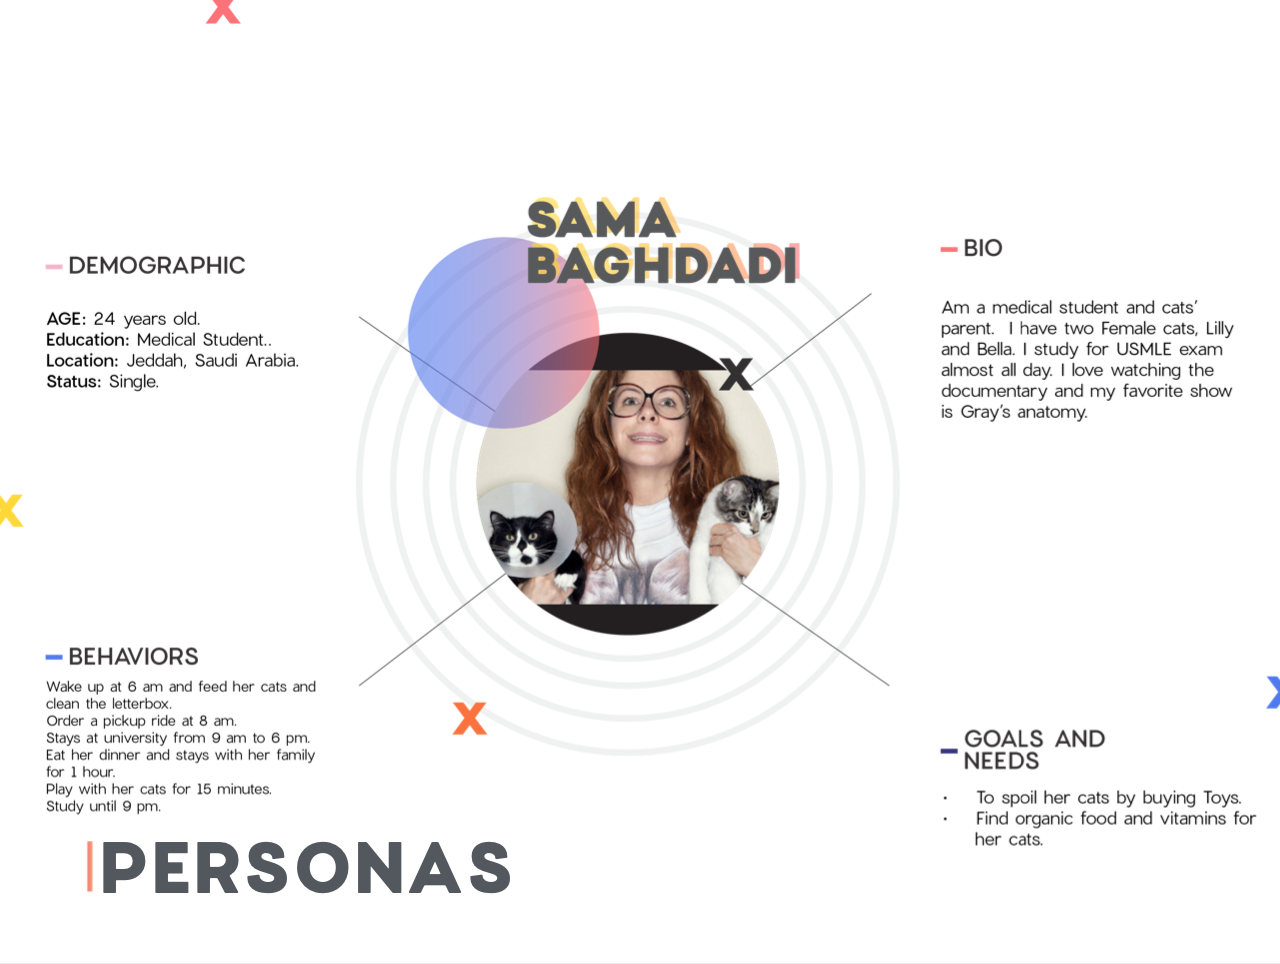 SAMA
BAGHDADI
DEMOGRAPHIC
AGE: 24 years old.
Education: Medical Student..
Location: Jeddah, Saudi Arabia.
Status: Single.
BIO
Am a medical student and cats'
parent. I have two Female cats, Lilly
and Bella. I study for USMLE exam
almost all day. I love watching the
documentary and my favorite show
is Gray's anatomy.
BEHAVIORS
Wake up at 6 am and feed her cats and
clean the letterbox.
Order a pickup ride at 8 am.
Stays at university from 9 am to 6 pm.
Eat her dinner and stays with her family
for 1 hour.
Play with her cats for 15 minutes.
Study until 9 pm.
GOALS AND
NEEDS
• To spoil her cats by buying Toys.
• Find organic food and vitamins for
her cats.
PERSONAS